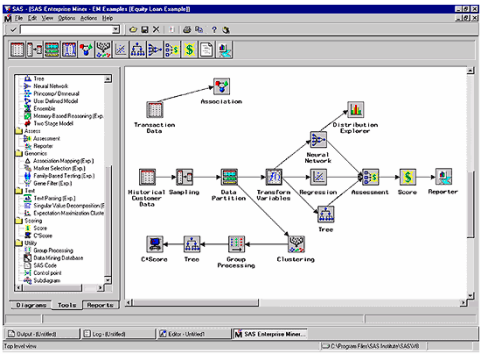 SAS - [SAS Enterprise Miner - EM Examples (Equity Loan Example)]
File Edit View Options Actions Help
Tree
Neural Network
Princomp/Dmneural
User Defined Model
Ensemble
Memory-Based Reasoning (Exp.
Two Stage Model
Assess
Assessment
Reporter
Genomics
Association Mapping (Exp.)
Marker Selection (Exp.)
Family-Based Testing (Exp.)
Gene Filter (Exp.)
Text
Text Parsing (Exp.)
Singular Value Decomposition (
Expectation-Maximization Cluste
Scoring
Score
C*Score
Utility
Group Processing
Data Mining Database
SAS Code
Control point
Subdiagram
Diagrams Tools Reports
Transaction Data
Association
Distribution Explorer
Neural Network
Historical Customer Data
Sampling
Data Partition
Transform Variables
Regression
Assessment
Score
Reporter
Tree
C*Score
Tree
Group Processing
Clustering
Output - (Untitled)
Log - (Untitled)
Editor - Untitled1
SAS Enterprise Miner...
Top level view
C:\Program Files\SAS Institute\SAS\V8